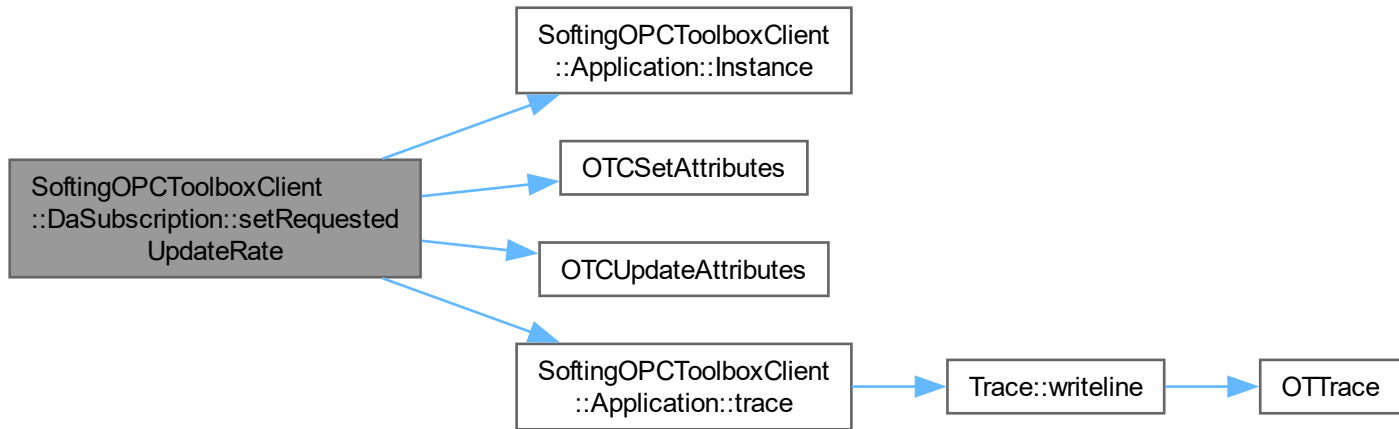 SoftingOPCToolboxClient
::DaSubscription::setRequested
UpdateRate
SoftingOPCToolboxClient
::Application::Instance
OTCSetAttributes
OTCUpdateAttributes
SoftingOPCToolboxClient
::Application::trace
Trace::writeline
OTTrace